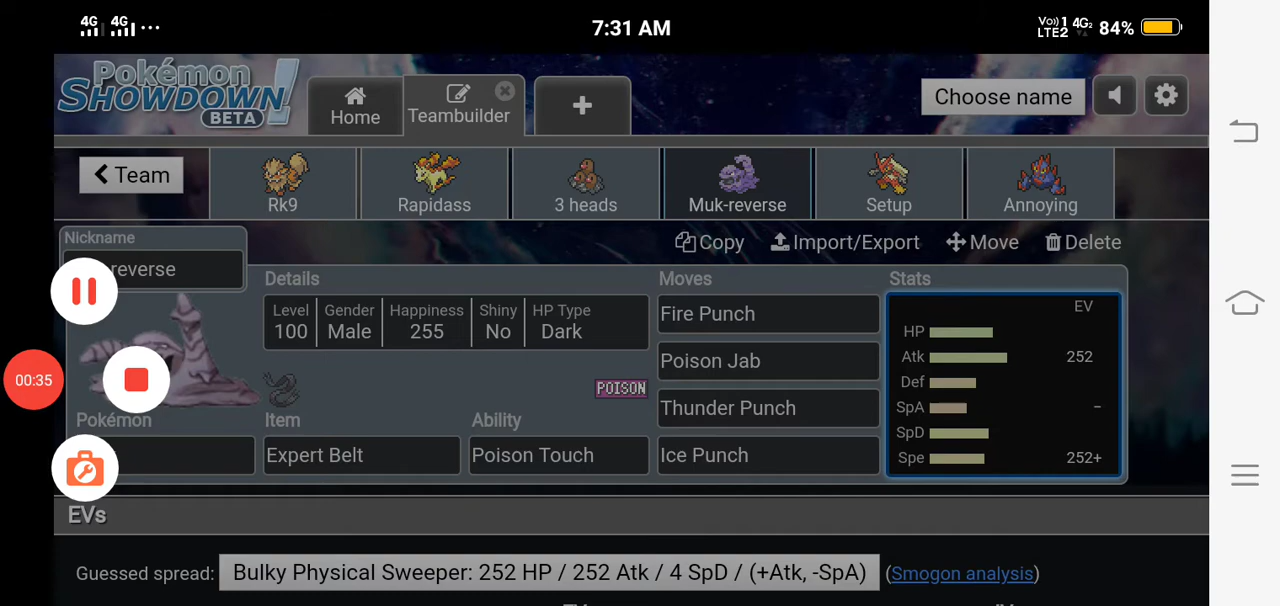 4G 4G ... 7:31 AM Vo) 1 LTE2 4G2 84%
Pokémon
SHOWDOWN!
BETA
Home
Teambuilder
+
Choose name
Team
Rk9
Rapidass
3 heads
Muk-reverse
Setup
Annoying
Nickname
reverse
Copy
Import/Export
Move
Delete
Details
Level
100
Gender
Male
Happiness
255
Shiny
No
HP Type
Dark
POISON
Pokémon
Item
Expert Belt
Ability
Poison Touch
Moves
Fire Punch
Poison Jab
Thunder Punch
Ice Punch
Stats
EV
HP
Atk 252
Def
SpA −
SpD
Spe 252+
00:35
EVs
Guessed spread: Bulky Physical Sweeper: 252 HP / 252 Atk / 4 SpD / (+Atk, -SpA) (Smogon analysis)